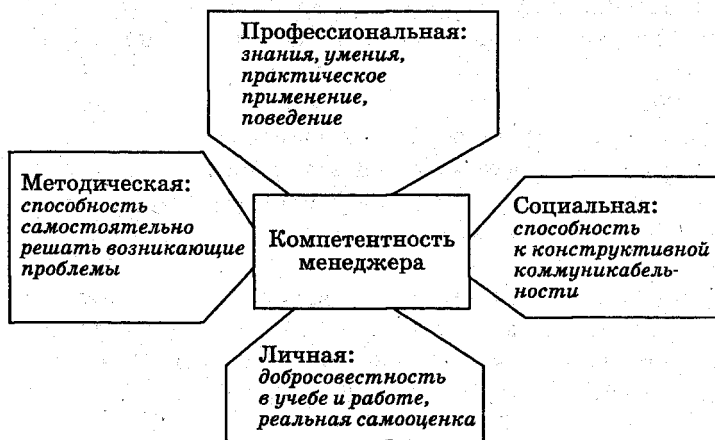 Профессиональная:
знания, умения,
практическое
применение,
поведение
Методическая:
способность
самостоятельно
решать возникающие
проблемы
Компетентность
менеджера
Социальная:
способность
к конструктивной
коммуникабель-
ности
Личная:
добросовестность
в учебе и работе,
реальная самооценка